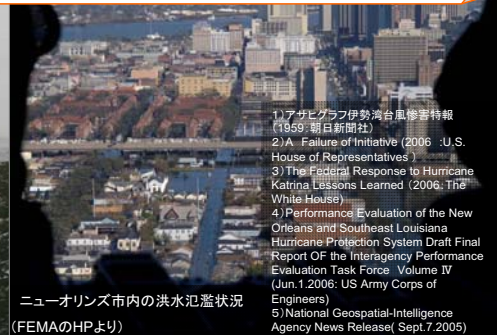 1)アサヒグラフ伊勢湾台風惨害特報
(1959:朝日新聞社)
2)A Failure of Initiative (2006 :U.S.
House of Representatives )
3)The Federal Response to Hurricane
Katrina Lessons Learned (2006: The
White House)
4)Performance Evaluation of the New
Orleans and Southeast Louisiana
Hurricane Protection System Draft Final
Report OF the Interagency Performance
Evaluation Task Force Volume Ⅳ
(Jun.1.2006: US Army Corps of
Engineers)
5)National Geospatial-Intelligence
Agency News Release( Sept.7.2005)
ニューオリンズ市内の洪水氾濫状況
(FEMAのHPより)